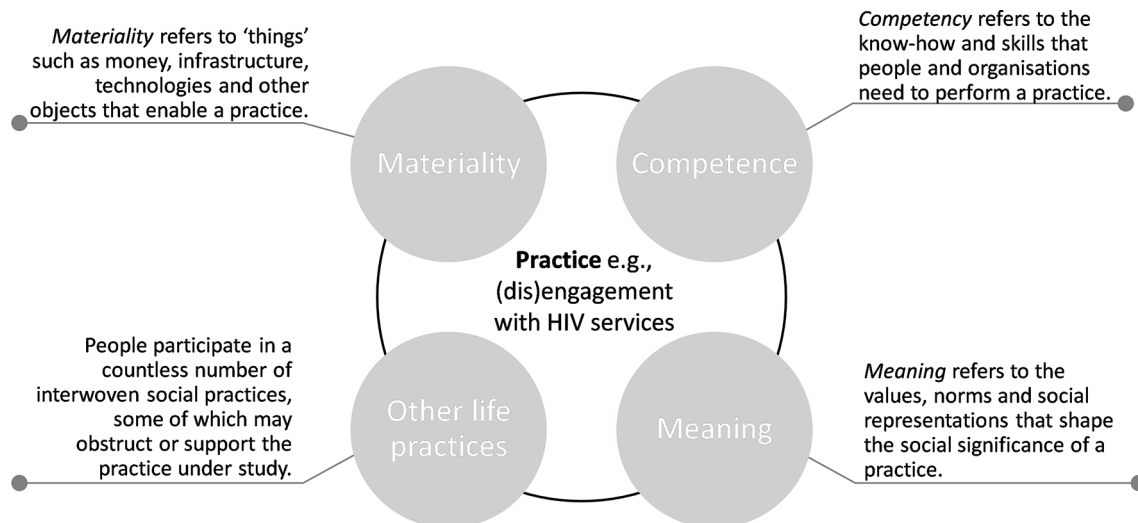 Materiality refers to ‘things’
such as money, infrastructure,
technologies and other
objects that enable a practice.
Competency refers to the
know-how and skills that
people and organisations
need to perform a practice.
Materiality
Competence
Practice e.g.,
(dis)engagement
with HIV services
People participate in a
countless number of
interwoven social practices,
some of which may
obstruct or support the
practice under study.
Other life
practices
Meaning
Meaning refers to the
values, norms and social
representations that shape
the social significance of a
practice.